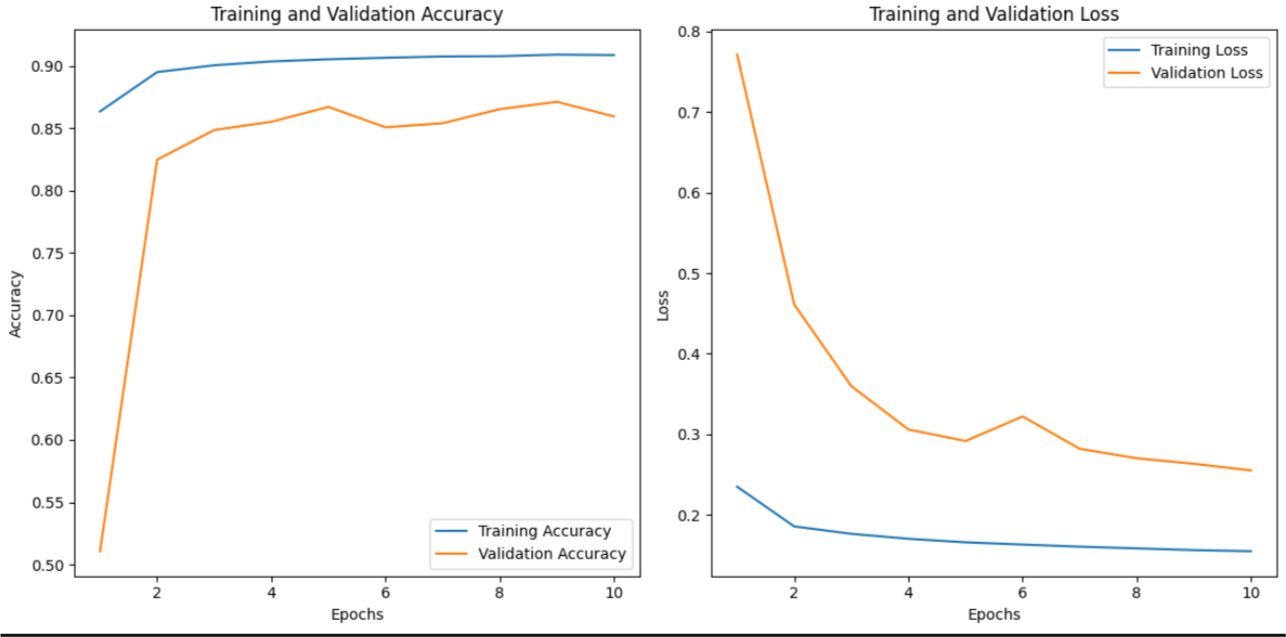 Training and Validation Accuracy
0.90
0.85
0.80
0.75
0.70
0.65
0.60
0.55
0.50
Accuracy
2 4 6 8 10
Epochs
Training Accuracy
Validation Accuracy
Training and Validation Loss
0.8
0.7
0.6
0.5
0.4
0.3
0.2
Loss
2 4 6 8 10
Epochs
Training Loss
Validation Loss